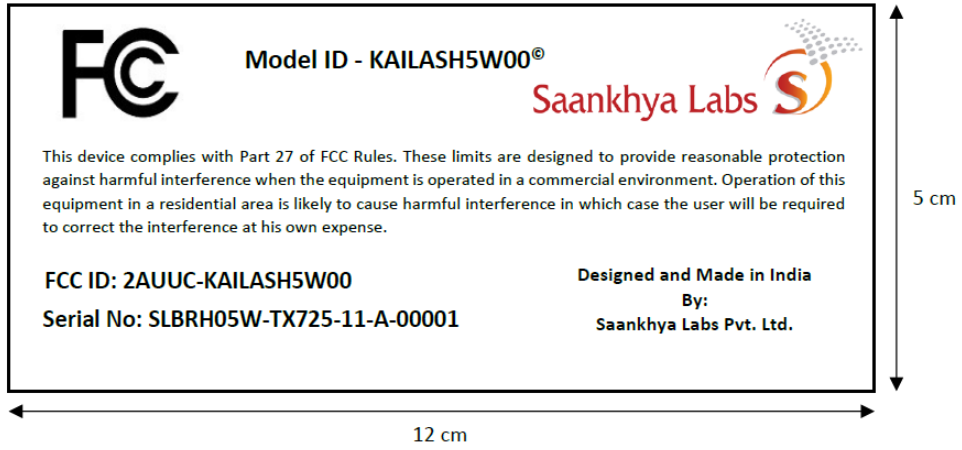 FC
Model ID - KAILASH5W00©
Saankhya Labs S
This device complies with Part 27 of FCC Rules. These limits are designed to provide reasonable protection
against harmful interference when the equipment is operated in a commercial environment. Operation of this
equipment in a residential area is likely to cause harmful interference in which case the user will be required
to correct the interference at his own expense.
FCC ID: 2AUUC-KAILASH5W00
Serial No: SLBRH05W-TX725-11-A-00001
Designed and Made in India
By:
Saankhya Labs Pvt. Ltd.
5 cm
12 cm